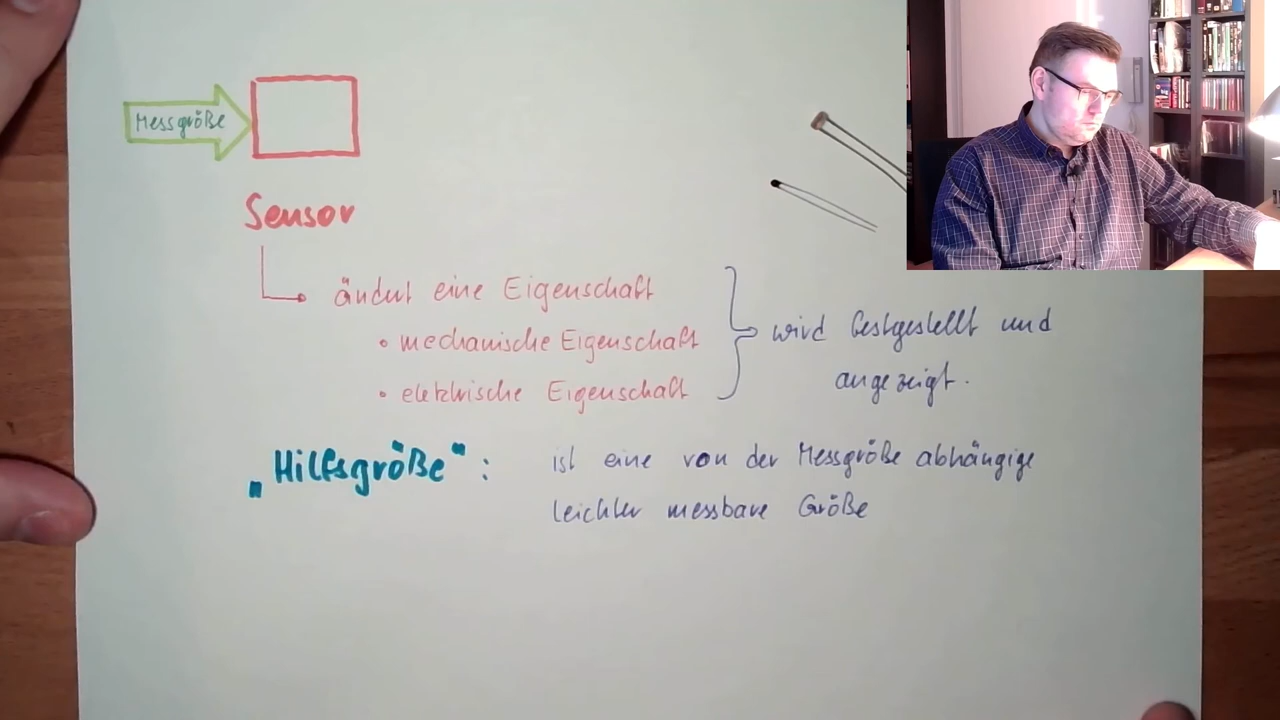 Messgröße
Sensor
ändert eine Eigenschaft
• mechanische Eigenschaft
• elektrische Eigenschaft
wird festgestellt und
angezeigt.
„Hilfsgröße“:
ist eine von der Messgröße abhängige
leichter messbare Größe